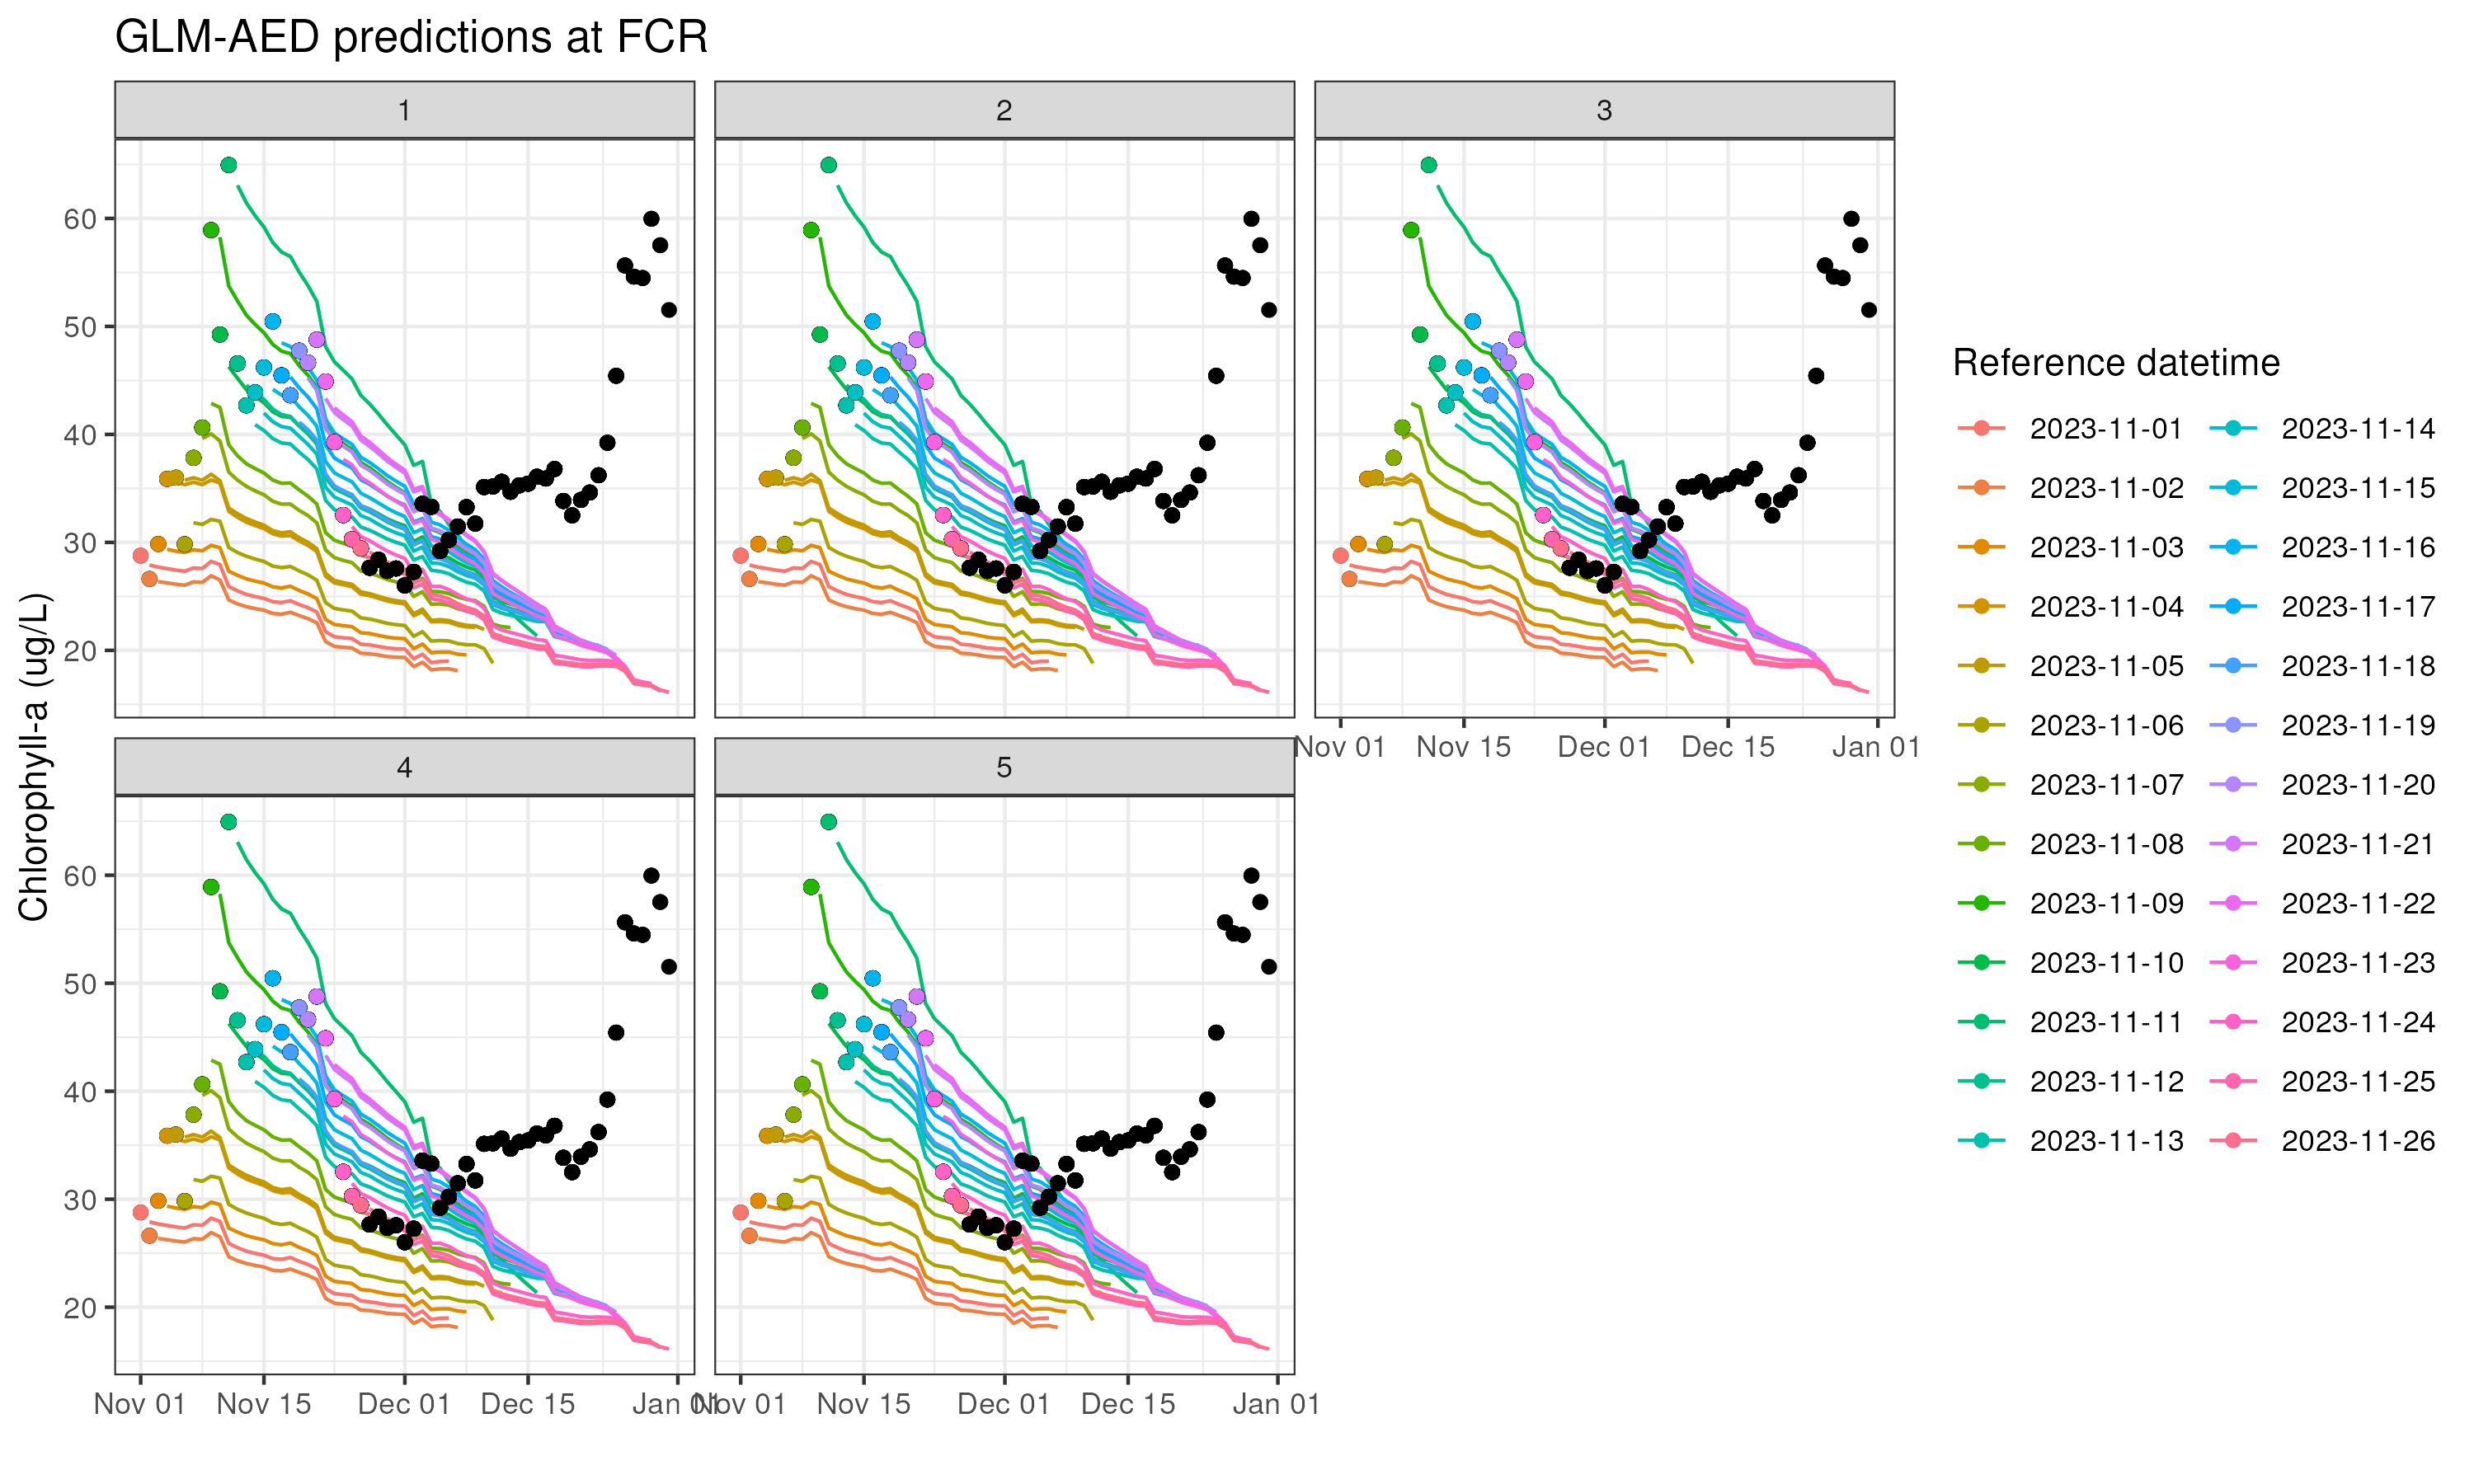 GLM-AED predictions at FCR
1
2
3
60
50
40
30
20
Nov 01
Nov 15
Dec 01
Dec 15
Jan 01
4
5
60
50
40
30
20
Nov 01
Nov 15
Dec 01
Dec 15
Jan 01
Nov 01
Nov 15
Dec 01
Dec 15
Jan 01
Chlorophyll-a (ug/L)
Reference datetime
2023-11-01
2023-11-02
2023-11-03
2023-11-04
2023-11-05
2023-11-06
2023-11-07
2023-11-08
2023-11-09
2023-11-10
2023-11-11
2023-11-12
2023-11-13
2023-11-14
2023-11-15
2023-11-16
2023-11-17
2023-11-18
2023-11-19
2023-11-20
2023-11-21
2023-11-22
2023-11-23
2023-11-24
2023-11-25
2023-11-26